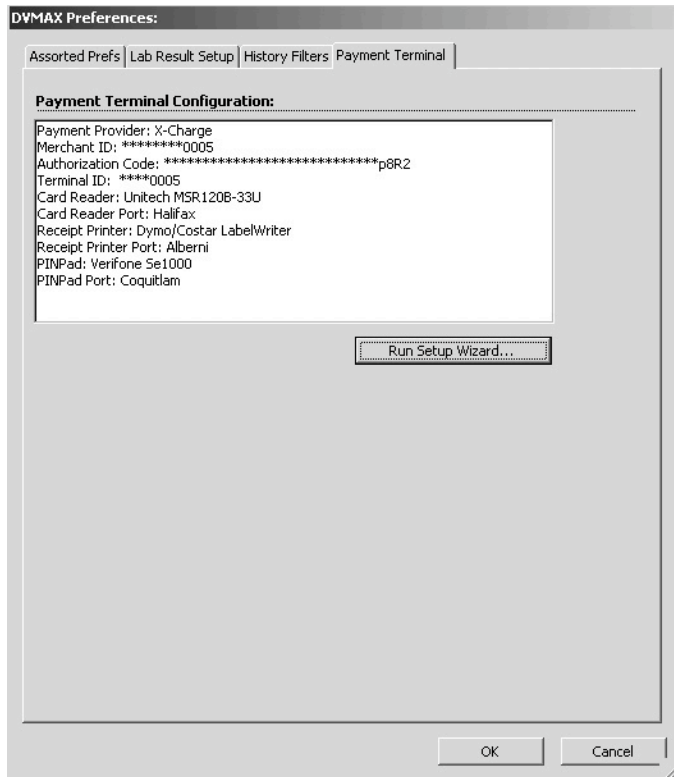 DVMAX Preferences:
Assorted Prefs Lab Result Setup History Filters Payment Terminal
Payment Terminal Configuration:
Payment Provider: X-Charge
Merchant ID: ********0005
Authorization Code: ****************************p8R2
Terminal ID: ****0005
Card Reader: Unitech MSR120B-33U
Card Reader Port: Halifax
Receipt Printer: Dymo/Costar LabelWriter
Receipt Printer Port: Alberni
PINPad: Verifone Se1000
PINPad Port: Coquitlam
Run Setup Wizard...
OK Cancel